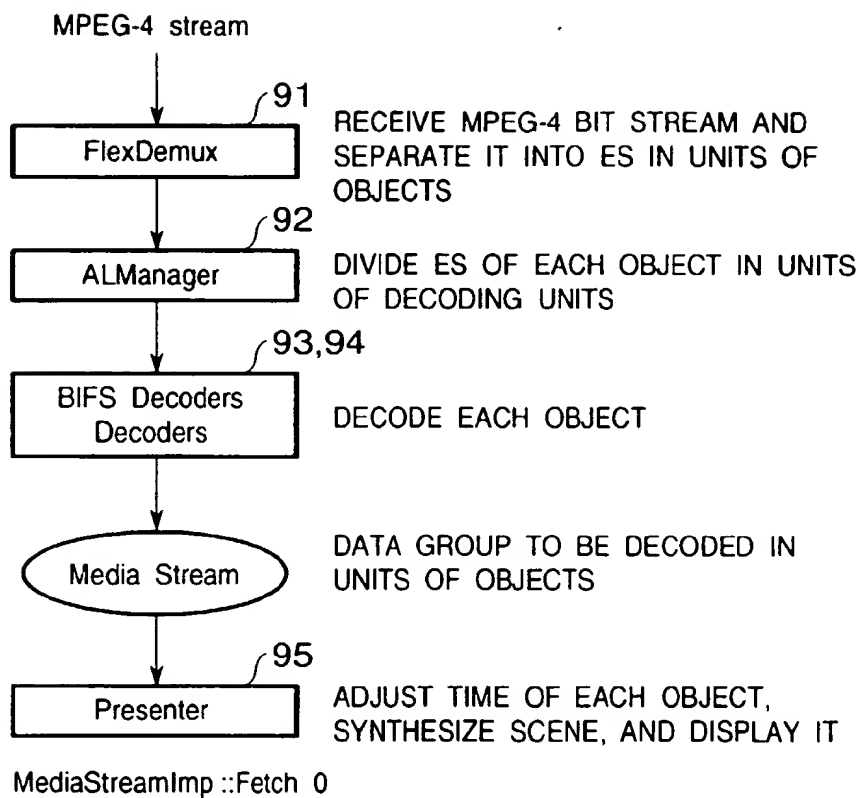 MPEG-4 stream
91
FlexDemux
RECEIVE MPEG-4 BIT STREAM AND
SEPARATE IT INTO ES IN UNITS OF
OBJECTS
92
ALManager
DIVIDE ES OF EACH OBJECT IN UNITS
OF DECODING UNITS
93,94
BIFS Decoders
Decoders
DECODE EACH OBJECT
Media Stream
DATA GROUP TO BE DECODED IN
UNITS OF OBJECTS
95
Presenter
ADJUST TIME OF EACH OBJECT,
SYNTHESIZE SCENE, AND DISPLAY IT
MediaStreamImp ::Fetch 0